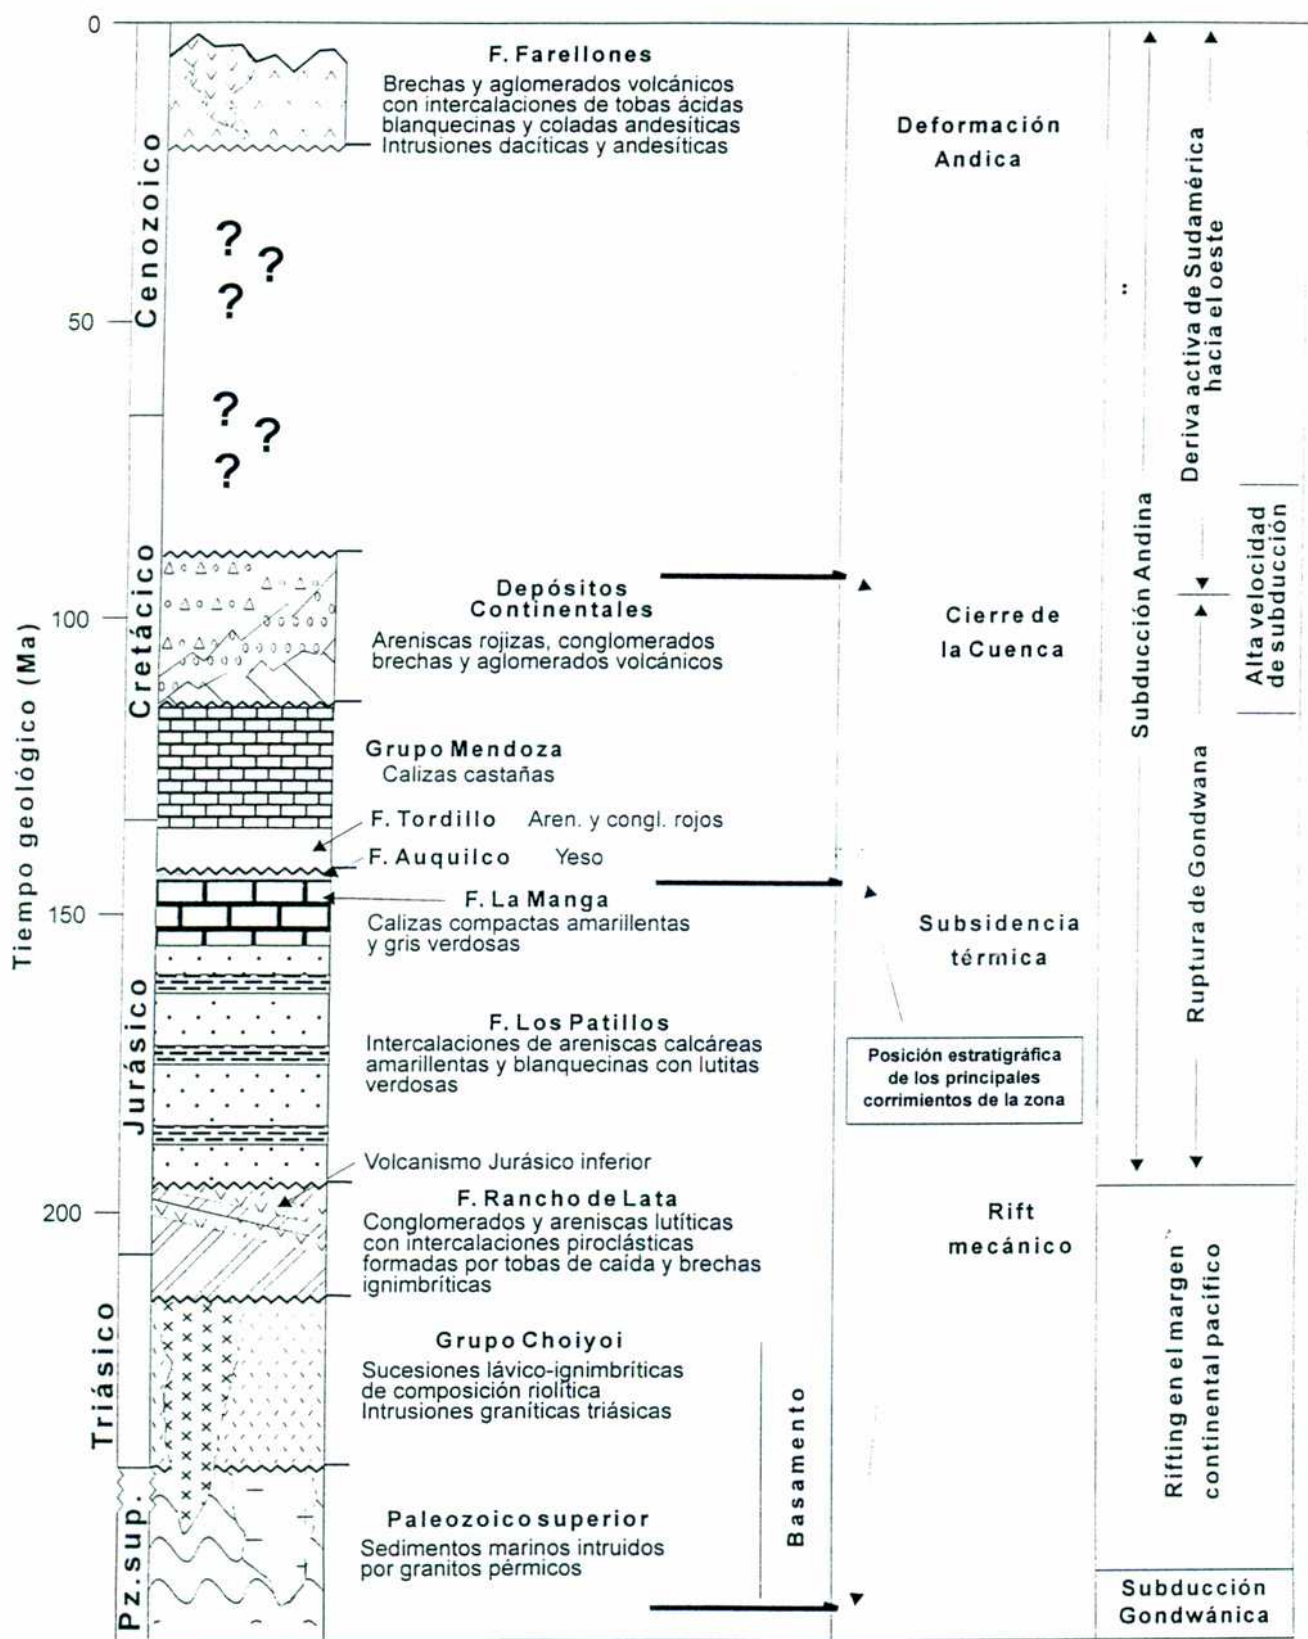 Tiempo geológico (Ma)
0
50
100
150
200
Cenozoico
Cretácico
Jurásico
Triásico
Pz.sup.
F. Farellones
Brechas y aglomerados volcánicos
con intercalaciones de tobas ácidas
blanquecinas y coladas andesíticas
Intrusiones dacíticas y andesíticas
?
?
?
?
?
?
Depósitos
Continentales
Areniscas rojizas, conglomerados
brechas y aglomerados volcánicos
Grupo Mendoza
Calizas castañas
F. Tordillo Aren. y congl. rojos
F. Auquilco Yeso
F. La Manga
Calizas compactas amarillentas
y gris verdosas
F. Los Patillos
Intercalaciones de areniscas calcáreas
amarillentas y blanquecinas con lutitas
verdosas
Volcanismo Jurásico inferior
F. Rancho de Lata
Conglomerados y areniscas lutíticas
con intercalaciones piroclásticas
formadas por tobas de caída y brechas
ignimbríticas
Grupo Choiyoi
Sucesiones lávico-ignimbríticas
de composición riolítica
Intrusiones graníticas triásicas
Paleozoico superior
Sedimentos marinos intruidos
por granitos pérmicos
Basamento
Deformación
Andica
Cierre de
la Cuenca
Subsidencia
térmica
Posición estratigráfica
de los principales
corrimientos de la zona
Rift
mecánico
Subducción Andina
Deriva activa de Sudamérica
hacia el oeste
Alta velocidad
de subducción
Ruptura de Gondwana
Rifting en el margen
continental pacífico
Subducción
Gondwánica